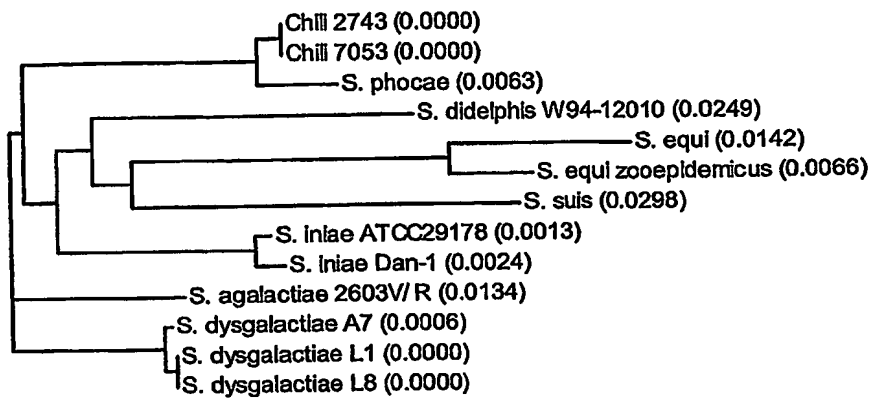 Chili 2743 (0.0000)
Chili 7053 (0.0000)
S. phocae (0.0063)
S. didelphis W94-12010 (0.0249)
S. equi (0.0142)
S. equi zooepidemicus (0.0066)
S. suis (0.0298)
S. iniae ATCC29178 (0.0013)
S. iniae Dan-1 (0.0024)
S. agalactiae 2603V/ R (0.0134)
S. dysgalactiae A7 (0.0006)
S. dysgalactiae L1 (0.0000)
S. dysgalactiae L8 (0.0000)